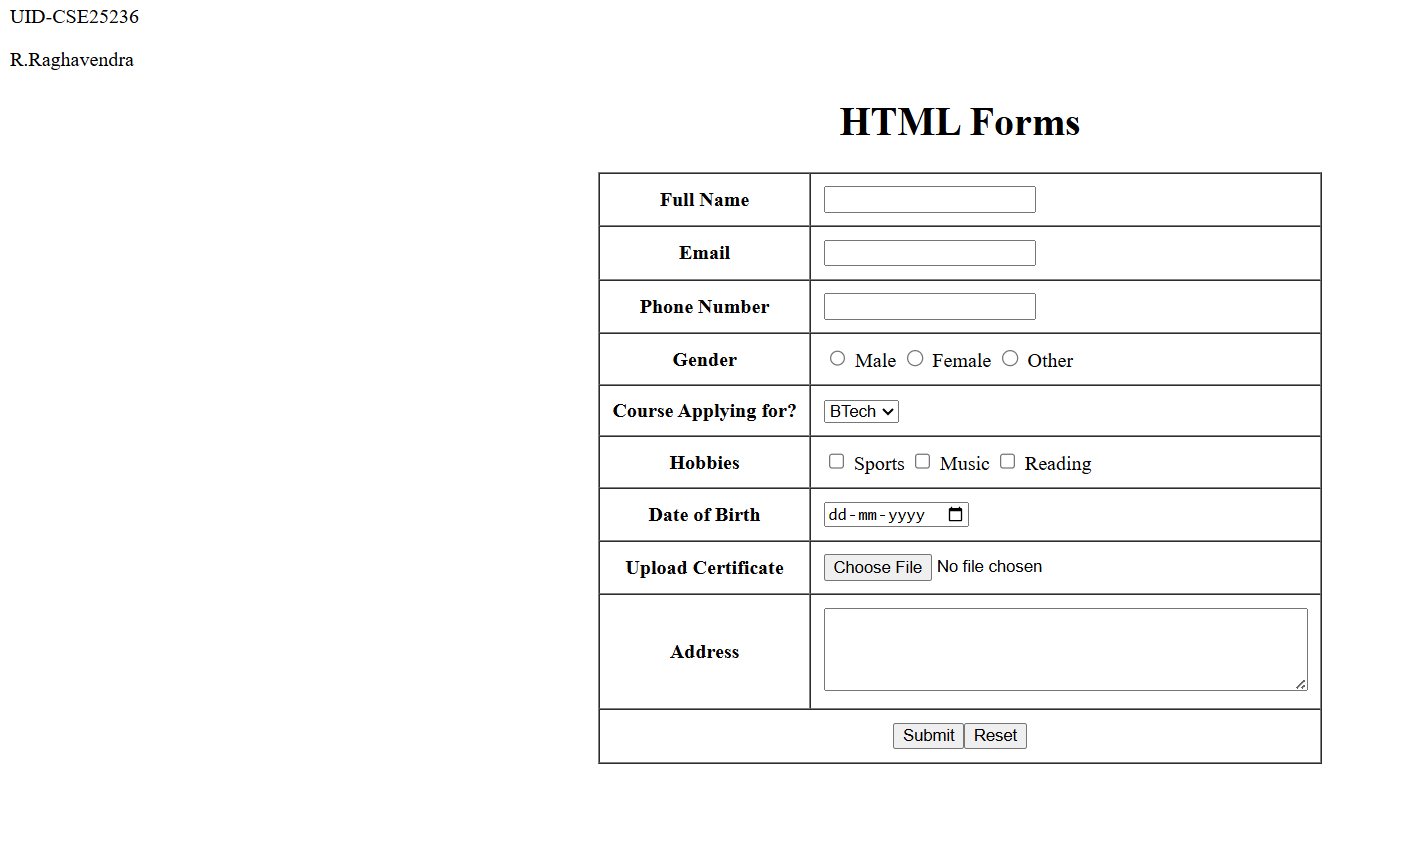 UID-CSE25236
R.Raghavendra
HTML Forms
Full Name
Email
Phone Number
Gender Male Female Other
Course Applying for? BTech
Hobbies Sports Music Reading
Date of Birth dd-mm-yyyy
Upload Certificate Choose File No file chosen
Address
Submit Reset